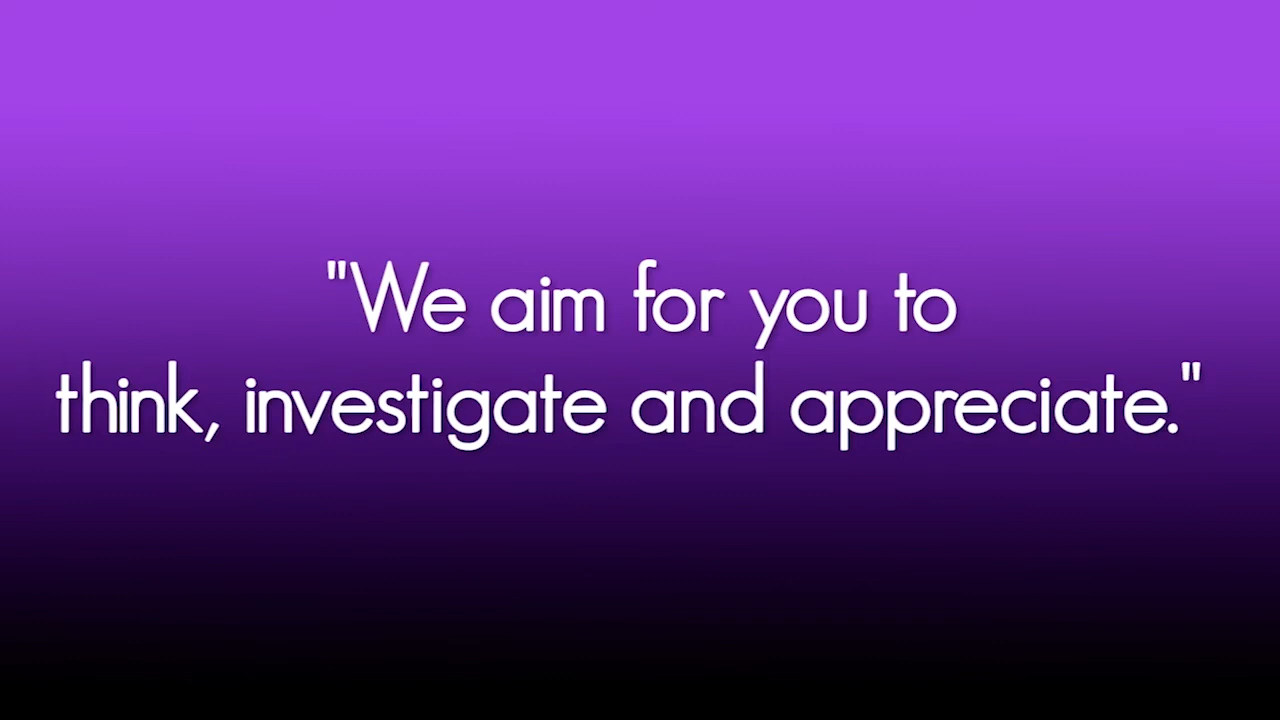 "We aim for you to
think, investigate and appreciate."